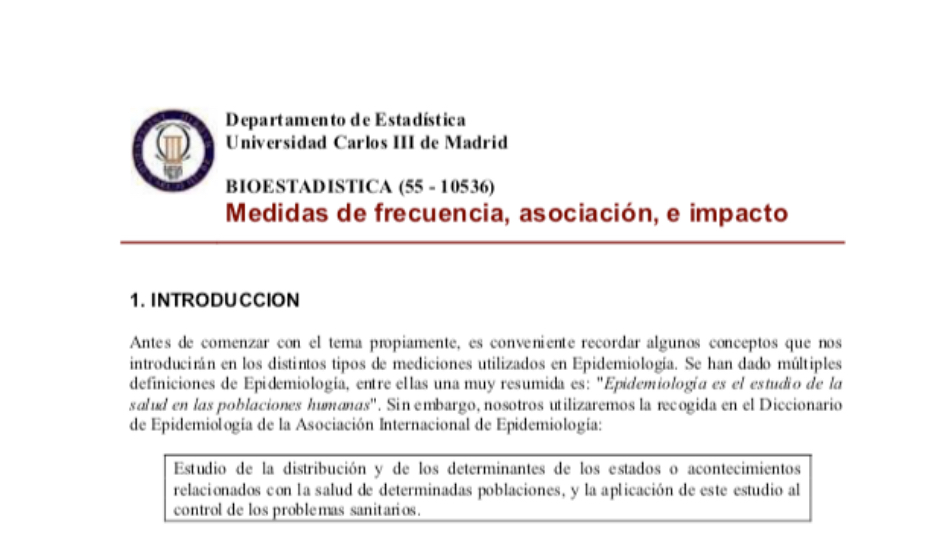 Departamento de Estadística
Universidad Carlos III de Madrid
BIOESTADISTICA (55 - 10536)
Medidas de frecuencia, asociación, e impacto
1. INTRODUCCION
Antes de comenzar con el tema propiamente, es conveniente recordar algunos conceptos que nos
introducirán en los distintos tipos de mediciones utilizados en Epidemiología. Se han dado múltiples
definiciones de Epidemiología, entre ellas una muy resumida es: "Epidemiología es el estudio de la
salud en las poblaciones humanas". Sin embargo, nosotros utilizaremos la recogida en el Diccionario
de Epidemiología de la Asociación Internacional de Epidemiología:
Estudio de la distribución y de los determinantes de los estados o acontecimientos
relacionados con la salud de determinadas poblaciones, y la aplicación de este estudio al
control de los problemas sanitarios.